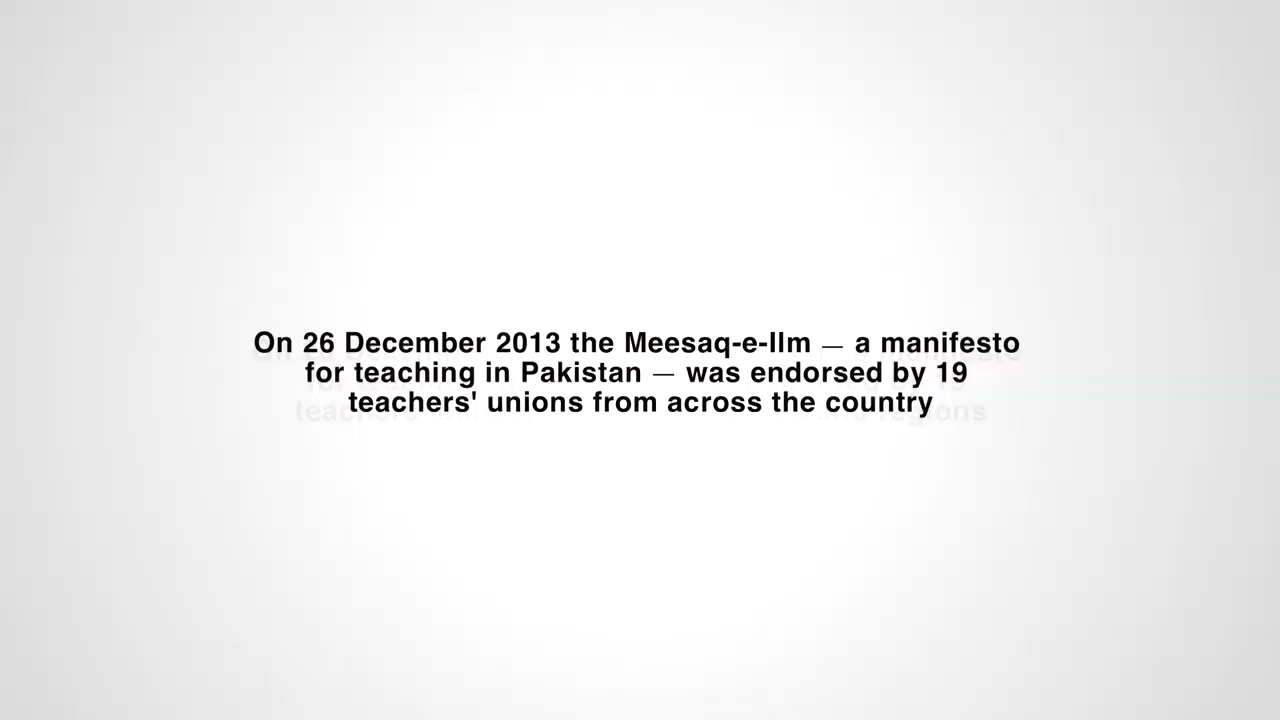 On 26 December 2013 the Meesaq-e-Ilm — a manifesto
for teaching in Pakistan — was endorsed by 19
teachers' unions from across the country